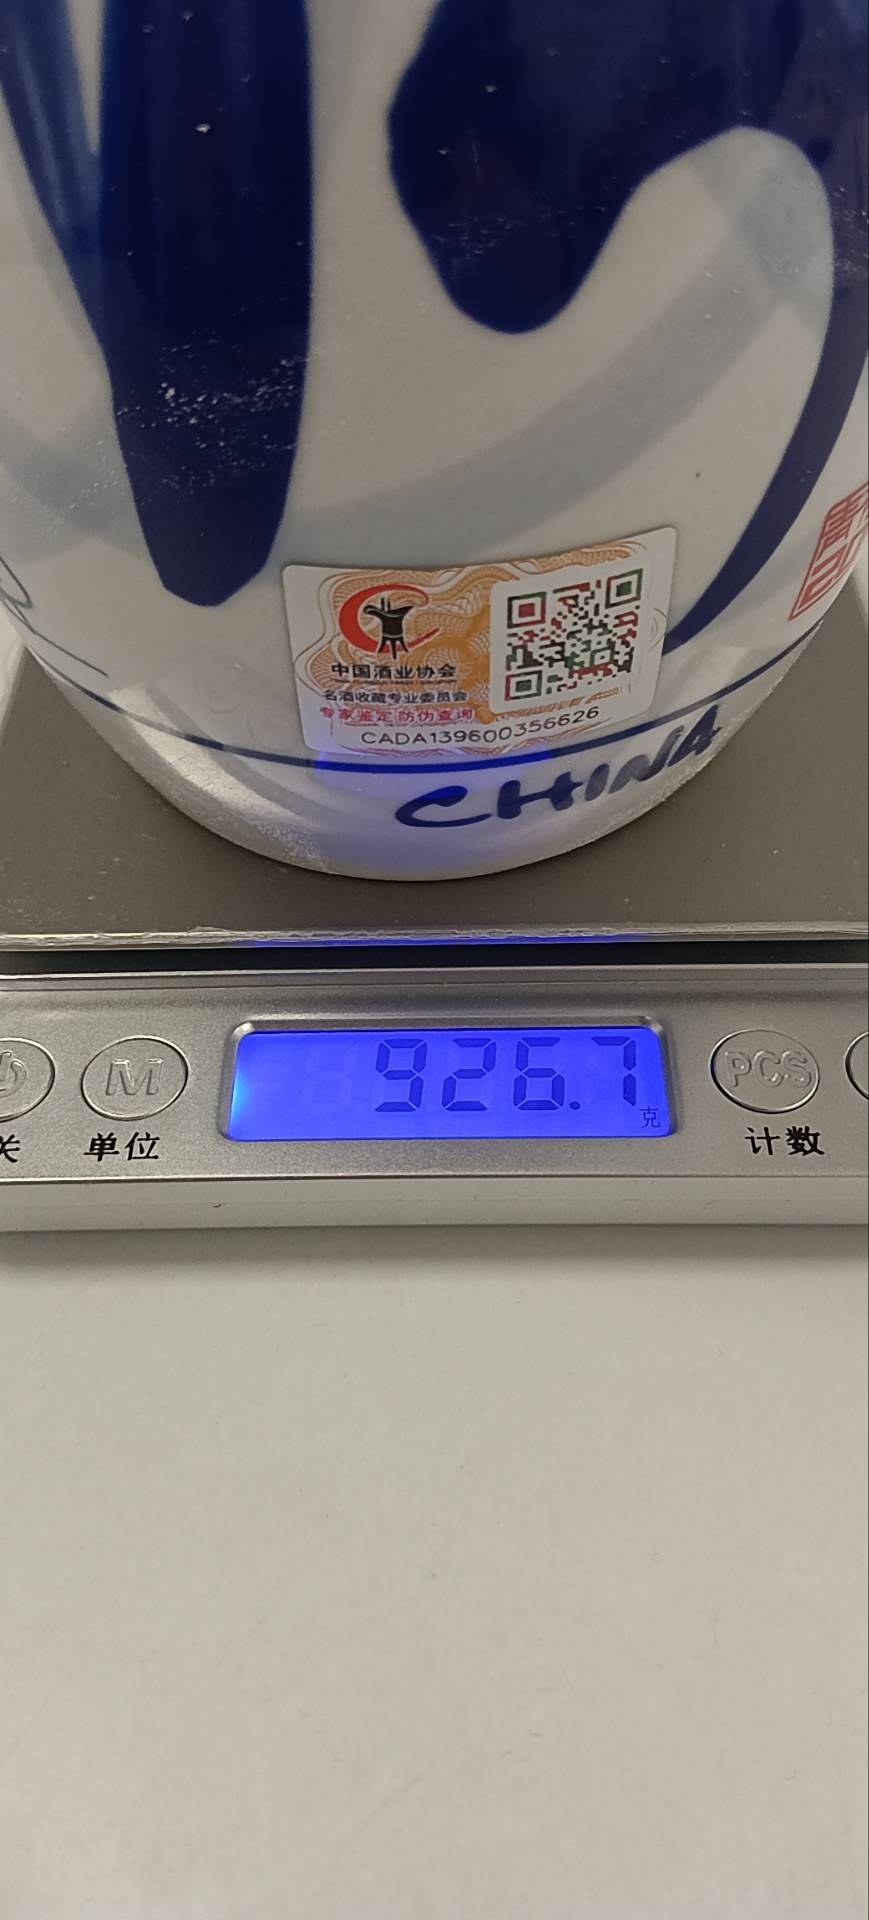 中国酒业协会
名酒收藏专业委员会
专家鉴定 防伪查询
CADA139600356626
CHINA
926.7
克
M
PCS
关
单位
计数